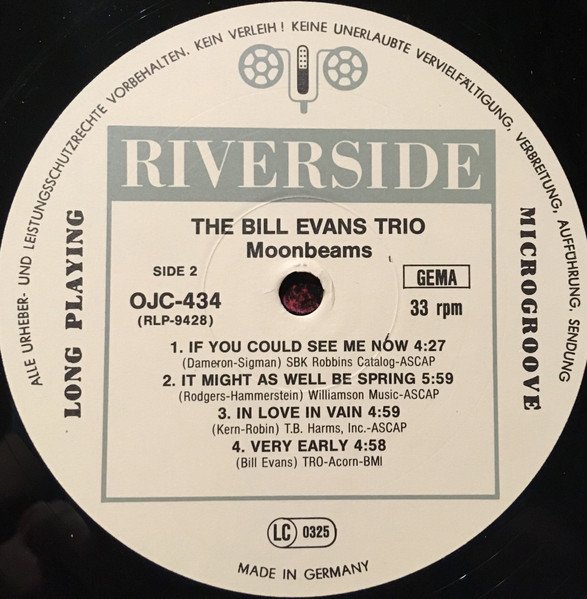 ALLE URHEBER- UND LEISTUNGSSCHUTZRECHTE VORBEHALTEN. KEIN VERLEIH! KEINE UNERLAUBTE VERVIELFÄLTIGUNG, VERBREITUNG, AUFFÜHRUNG, SENDUNG
RIVERSIDE
LONG PLAYING
MICROGROOVE
THE BILL EVANS TRIO
Moonbeams
SIDE 2
GEMA
OJC-434
33 rpm
(RLP-9428)
1. IF YOU COULD SEE ME NOW 4:27
(Dameron-Sigman) SBK Robbins Catalog-ASCAP
2. IT MIGHT AS WELL BE SPRING 5:59
(Rodgers-Hammerstein) Williamson Music-ASCAP
3. IN LOVE IN VAIN 4:59
(Kern-Robin) T.B. Harms, Inc.-ASCAP
4. VERY EARLY 4:58
(Bill Evans) TRO-Acorn-BMI
LC 0325
MADE IN GERMANY